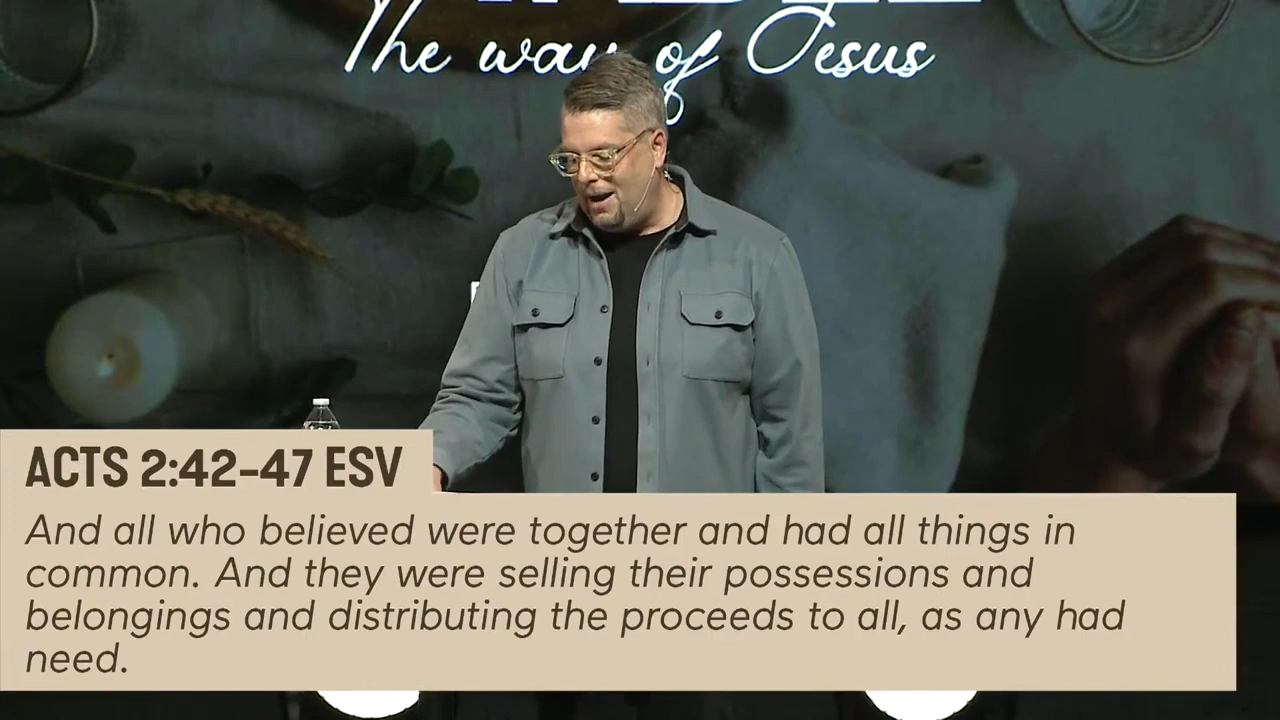 The way of Jesus
ACTS 2:42-47 ESV
And all who believed were together and had all things in
common. And they were selling their possessions and
belongings and distributing the proceeds to all, as any had
need.